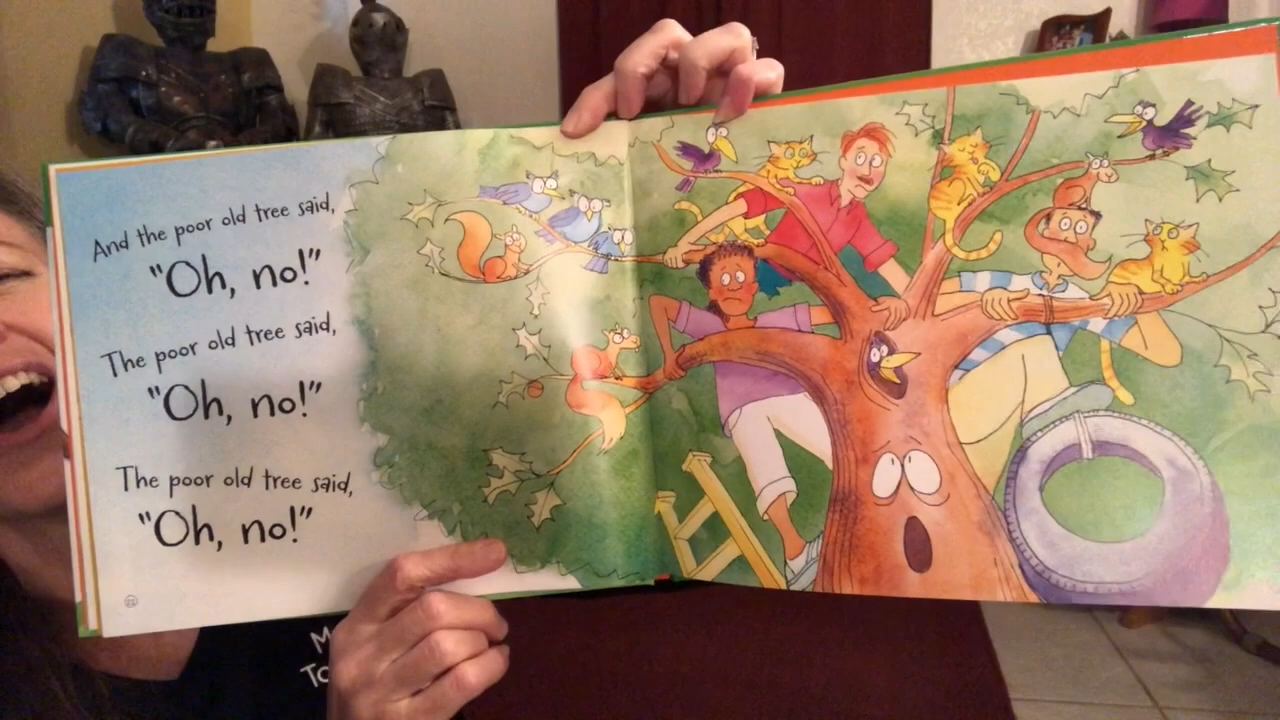 And the poor old tree said,
"Oh, no!"
The poor old tree said,
"Oh, no!"
The poor old tree said,
"Oh, no!"